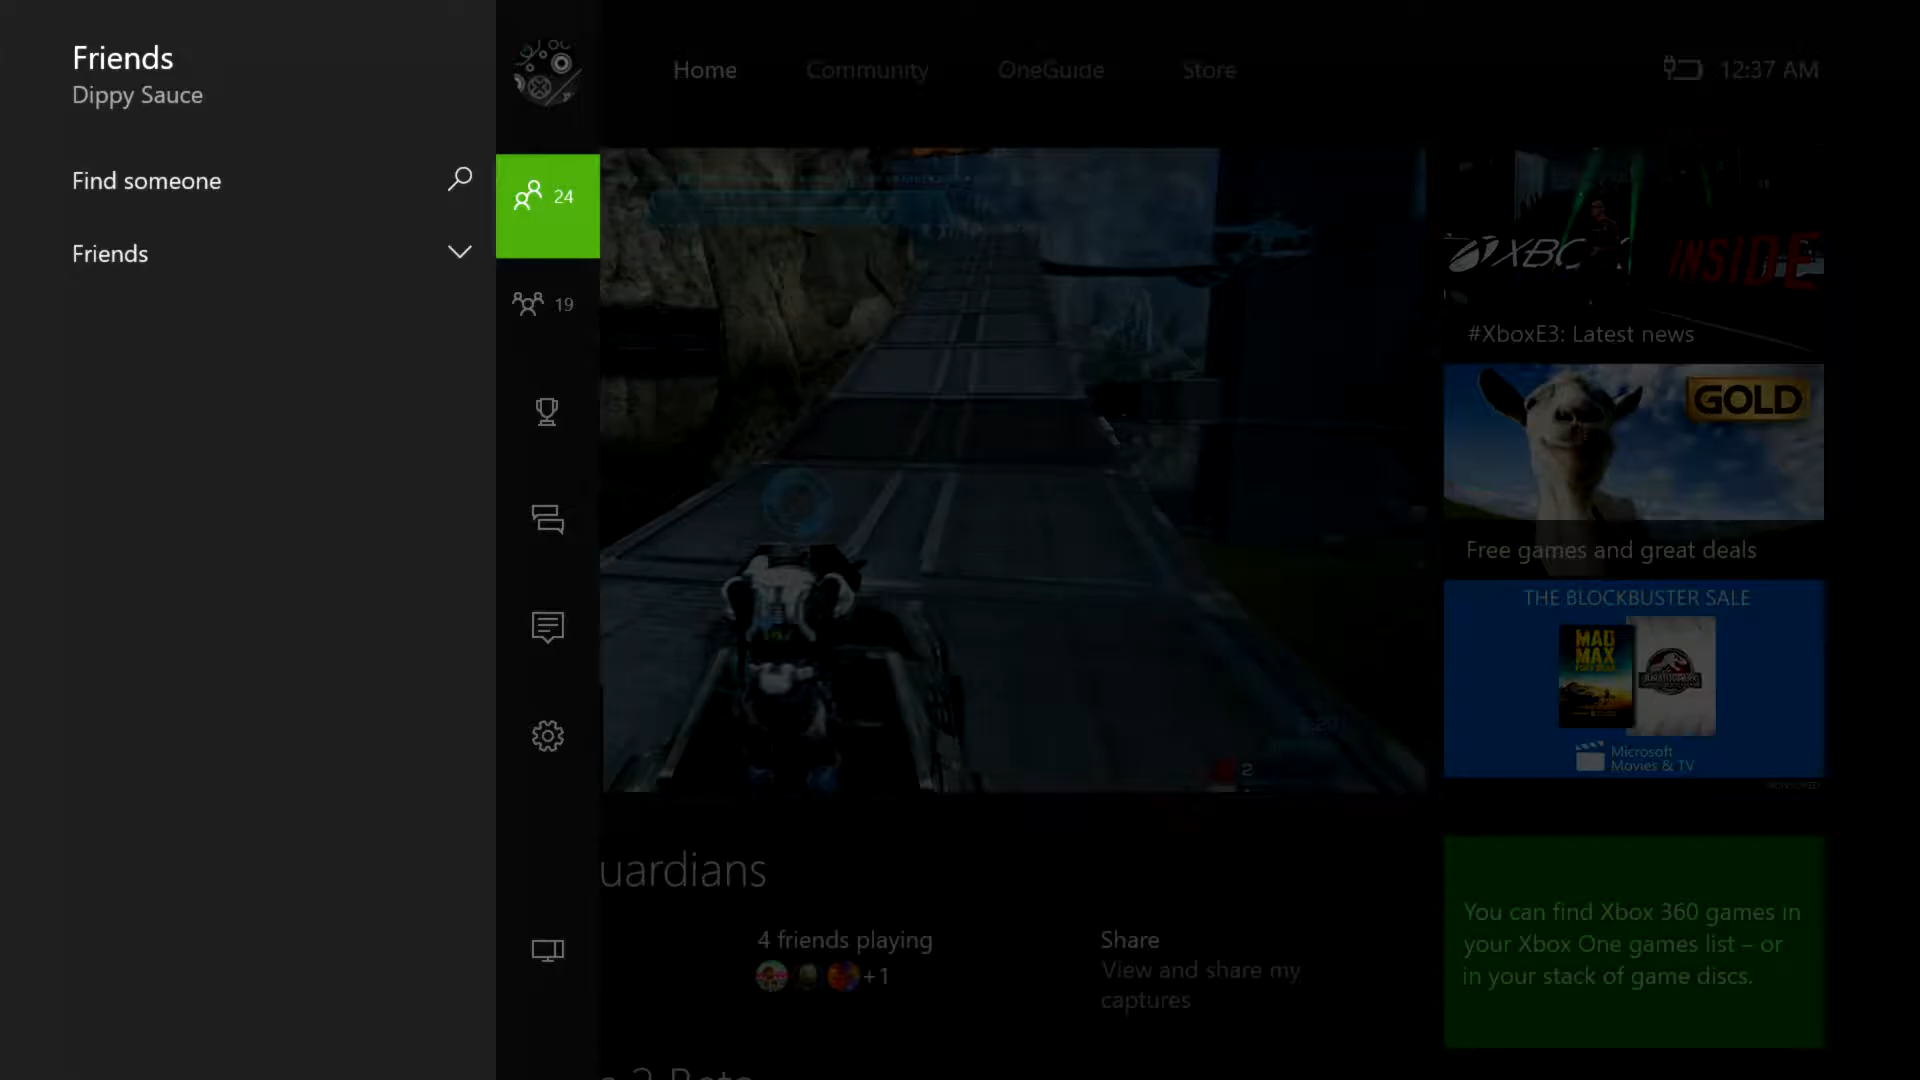 Friends
Dippy Sauce
Find someone
Friends
24
19
Home
Community
OneGuide
Store
12:37 AM
INSIDE
#XboxE3: Latest news
GOLD
Free games and great deals
THE BLOCKBUSTER SALE
MAD
MAX
Microsoft
Movies & TV
2
uardians
4 friends playing
+1
Share
View and share my
captures
You can find Xbox 360 games in
your Xbox One games list – or
in your stack of game discs.